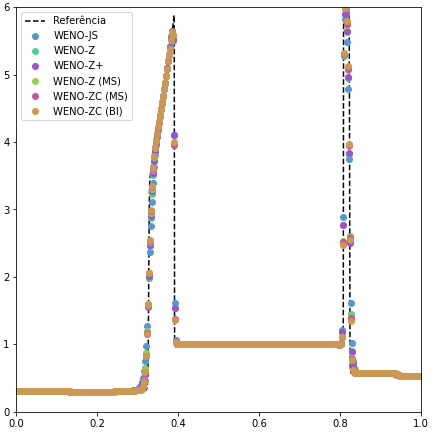 Referência
WENO-JS
WENO-Z
WENO-Z+
WENO-Z (MS)
WENO-ZC (MS)
WENO-ZC (BI)
6
5
4
3
2
1
0
0.0 0.2 0.4 0.6 0.8 1.0